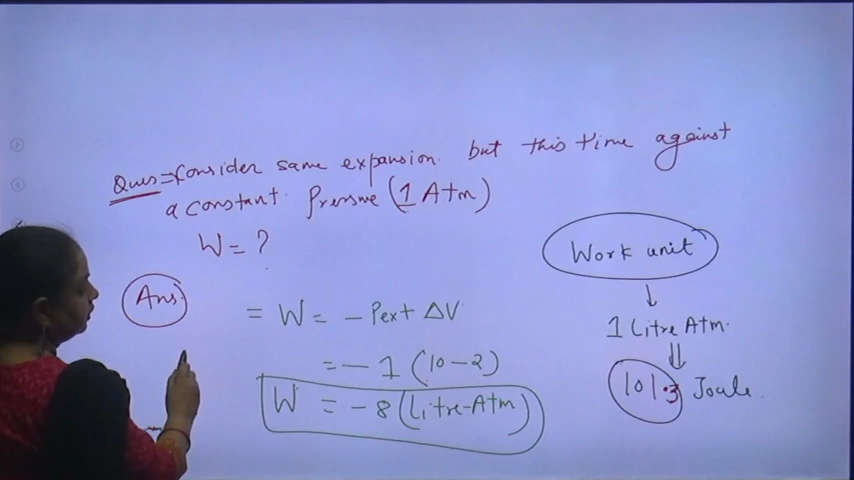 Ques= Consider same expansion but this time against
a constant Pressure (1 Atm)
W = ?
Ans.
= W = - Pext ΔV
= - 1 (10-2)
W = - 8 (Litre-Atm)
Work unit
1 Litre Atm.
101.3 Joule.